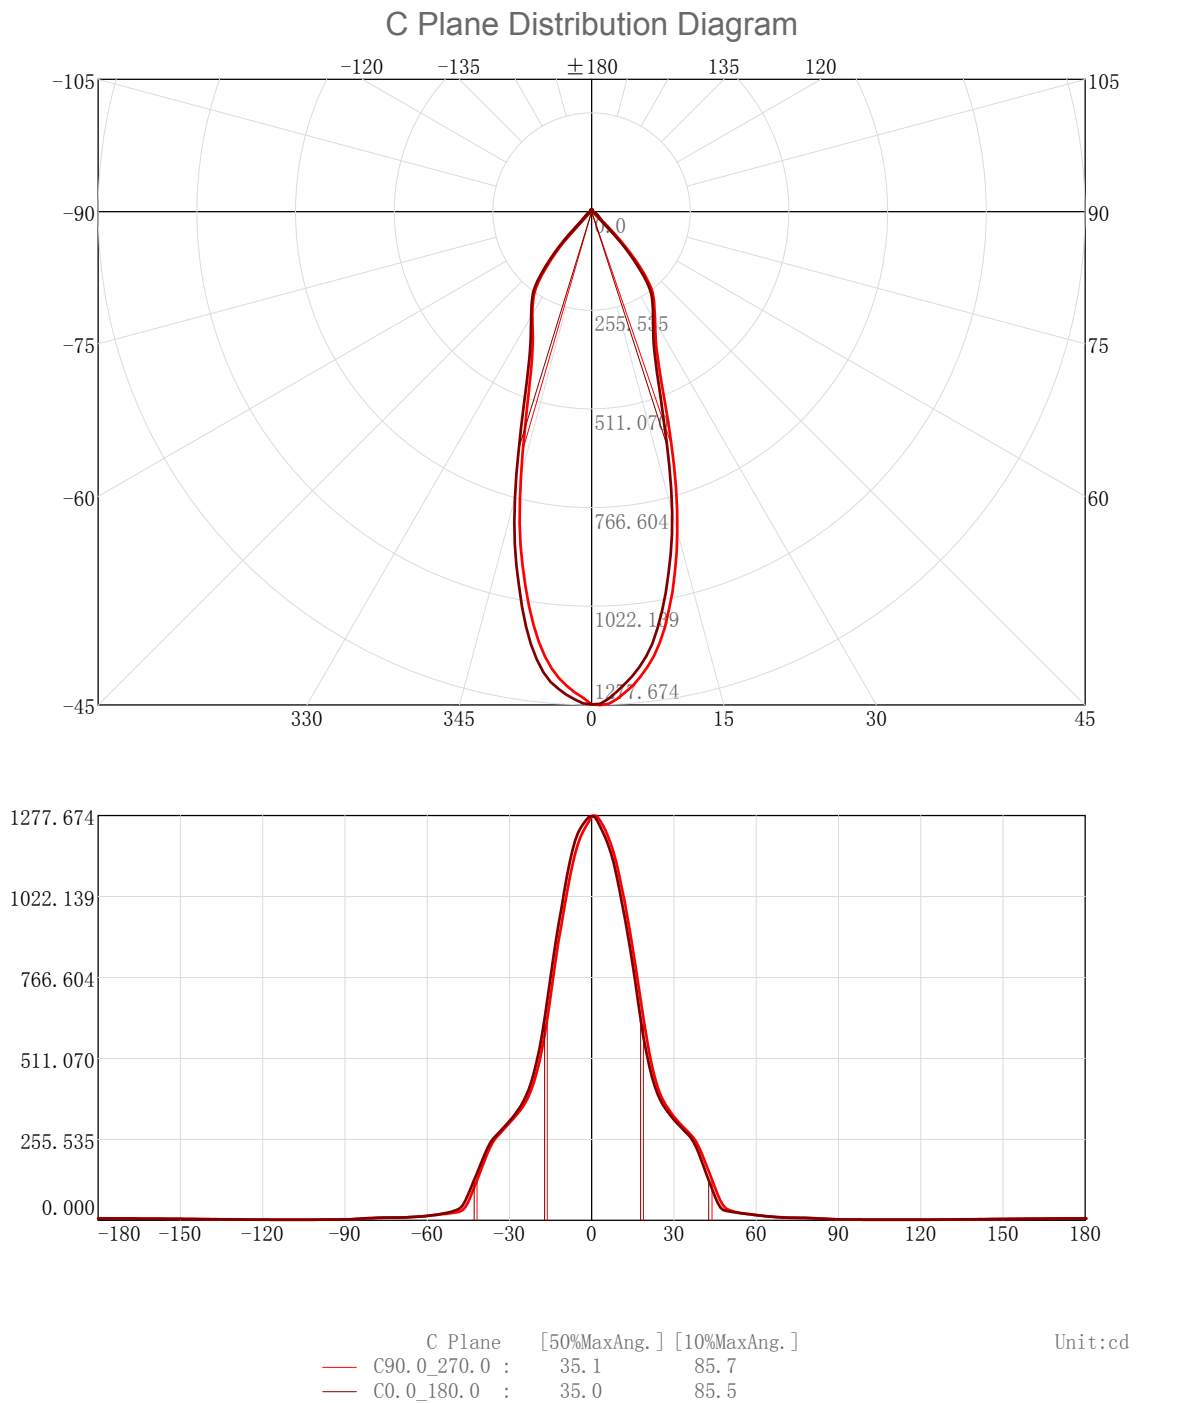 C Plane Distribution Diagram
-120 -135 ±180 135 120
-105 105
-90 90
0.0
255.535
-75 75
511.070
-60 60
766.604
1022.139
1277.674
-45
330 345 0 15 30 45
1277.674
1022.139
766.604
511.070
255.535
0.000
-180 -150 -120 -90 -60 -30 0 30 60 90 120 150 180
C Plane [50%MaxAng.] [10%MaxAng.] Unit:cd
C90.0_270.0 : 35.1 85.7
C0.0_180.0 : 35.0 85.5